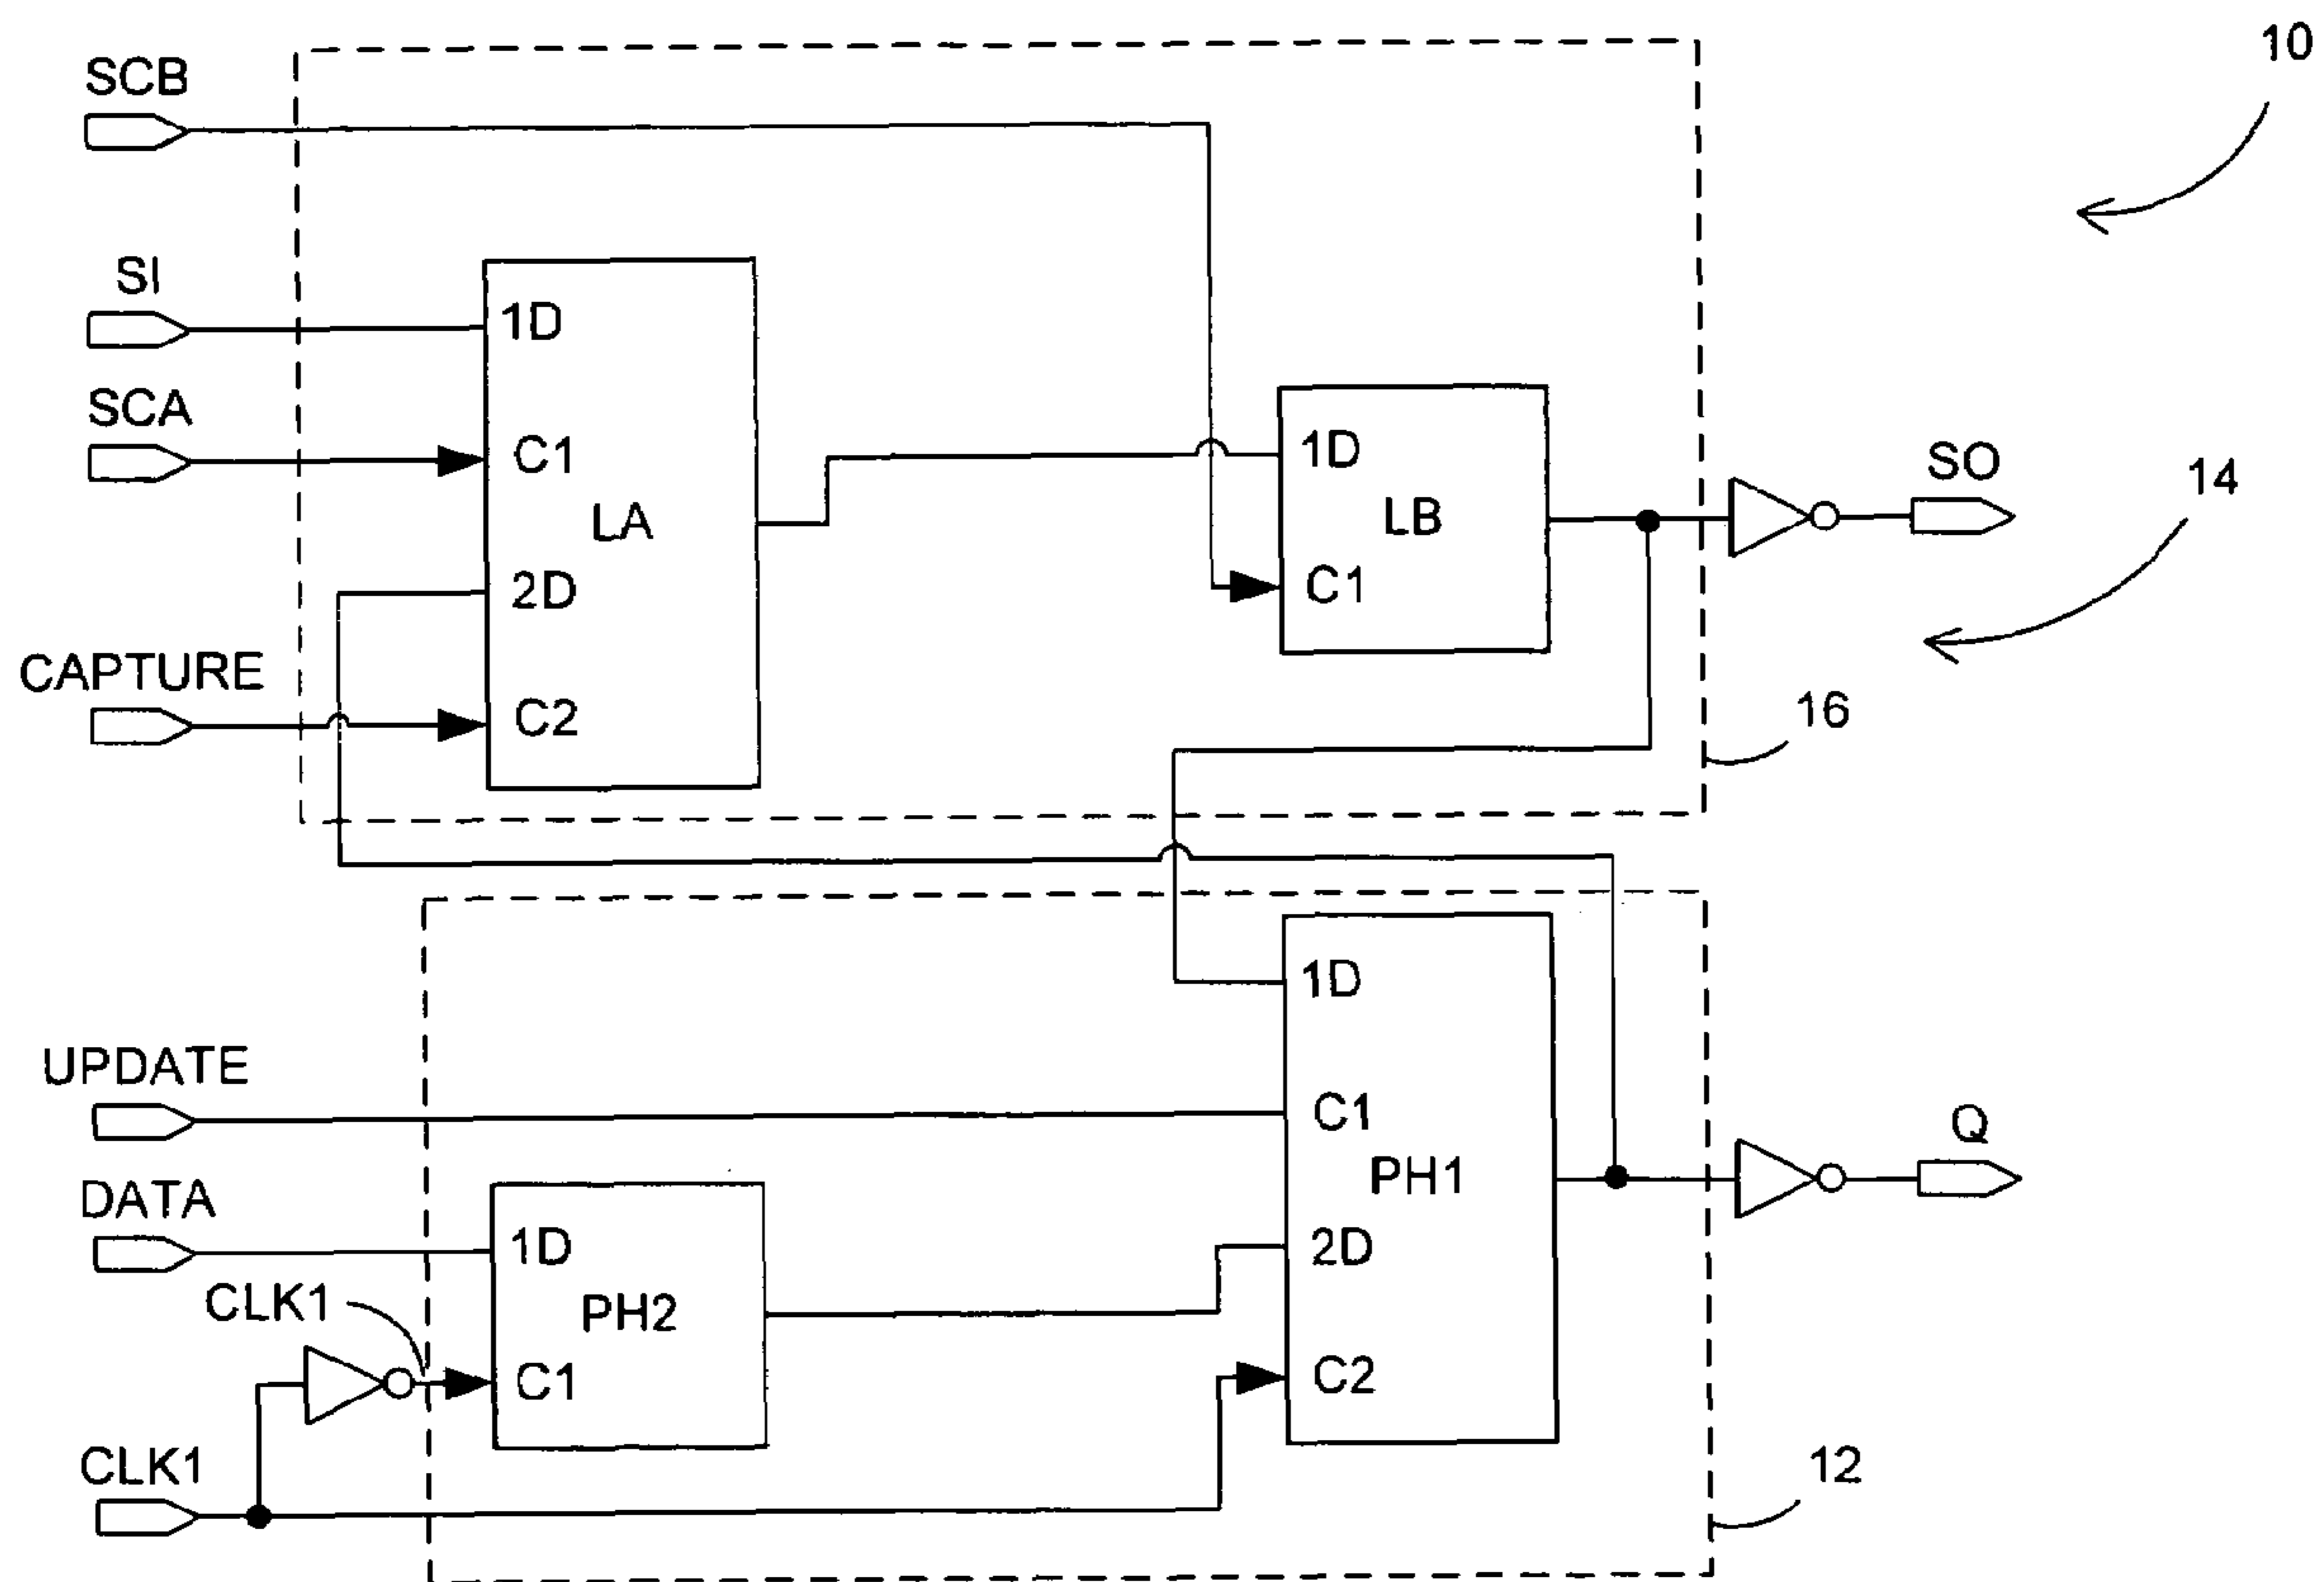 10
SCB
SI
1D
SCA
C1
1D
SO
14
LA
LB
2D
C1
CAPTURE
C2
16
1D
UPDATE
C1
PH1
Q
DATA
1D
2D
CLK1
PH2
C1
C2
CLK1
12